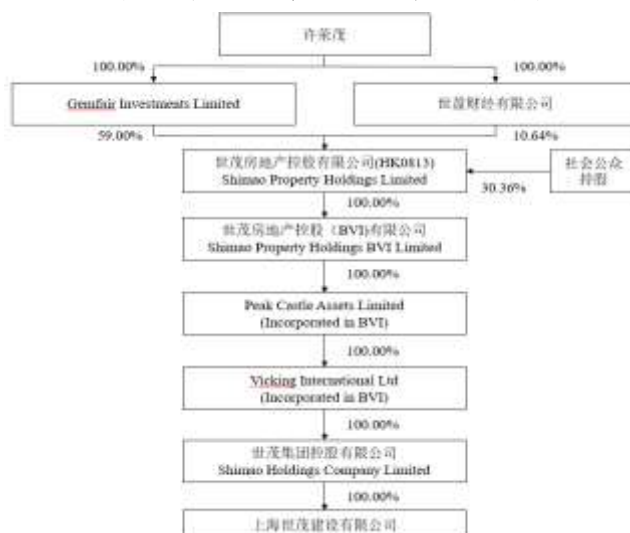 许荣茂
100.00%
100.00%
Gemfair Investments Limited
世盈财经有限公司
59.00%
10.64%
世茂房地产控股有限公司(HK0813)
Shimao Property Holdings Limited
社会公众
持股
30.36%
100.00%
世茂房地产控股（BVI)有限公司
Shimao Property Holdings BVI Limited
100.00%
Peak Castle Assets Limited
(Incorporated in BVI)
100.00%
Vicking International Ltd
(Incorporated in BVI)
100.00%
世茂集团控股有限公司
Shimao Holdings Company Limited
100.00%
上海世茂建设有限公司